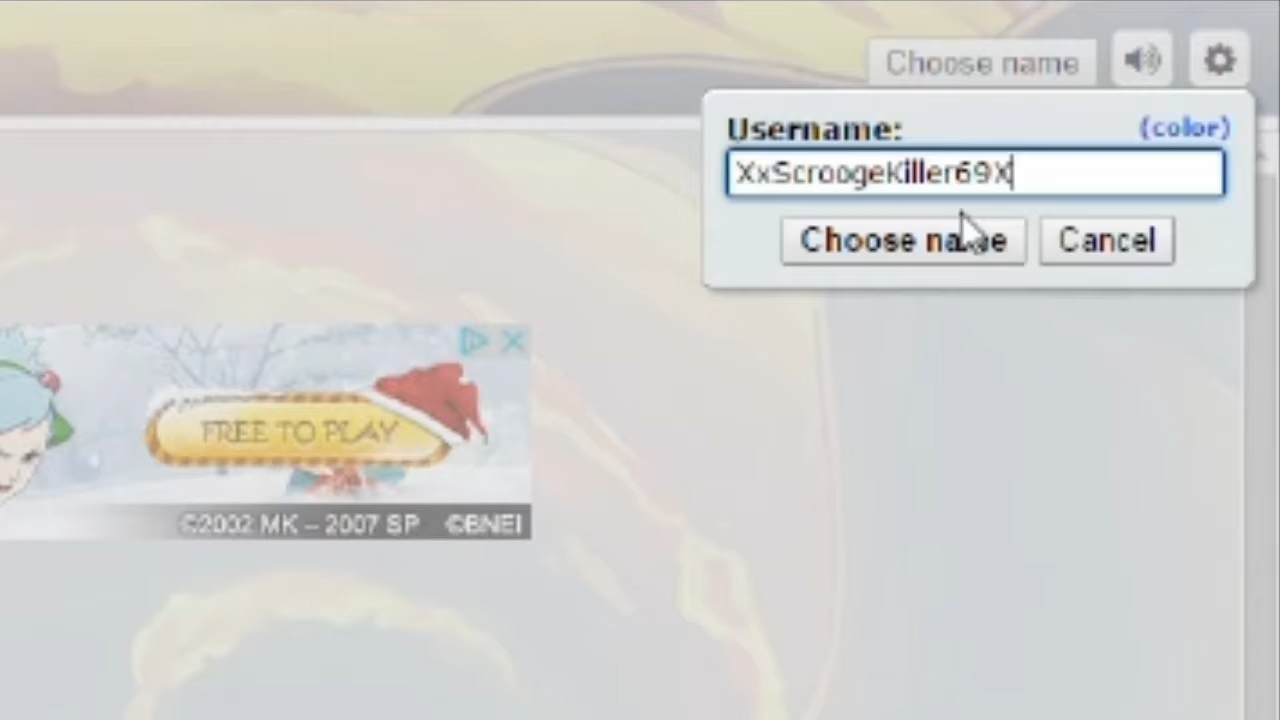 Choose name
Username:
(color)
XxScroogeKiller69X
Choose name
Cancel
FREE TO PLAY
©2002 MK – 2007 SP ©BNEI